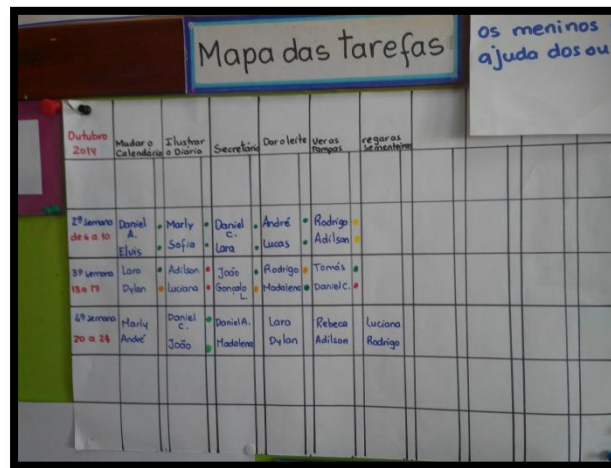 Mapa das tarefas
os meninos
ajuda dos ou
Outubro 2014
Mudar o Calendário
Ilustrar o Diário
Secretário
Dar o leite
Ver as tampas
regar as sementeiras
2ª semana de 6 a 10
Daniel A.
Elvis
Marly
Sofia
Daniel C.
Lara
André
Lucas
Rodrigo
Adilson
3ª semana 13 a 17
Lara
Dylan
Adilson
Luciana
João
Gonçalo L.
Rodrigo
Madalena
Tomás
Daniel C.
4ª semana 20 a 24
Marly
André
Daniel C.
João
Daniel A.
Madalena
Lara
Dylan
Rebeca
Adilson
Luciana
Rodrigo